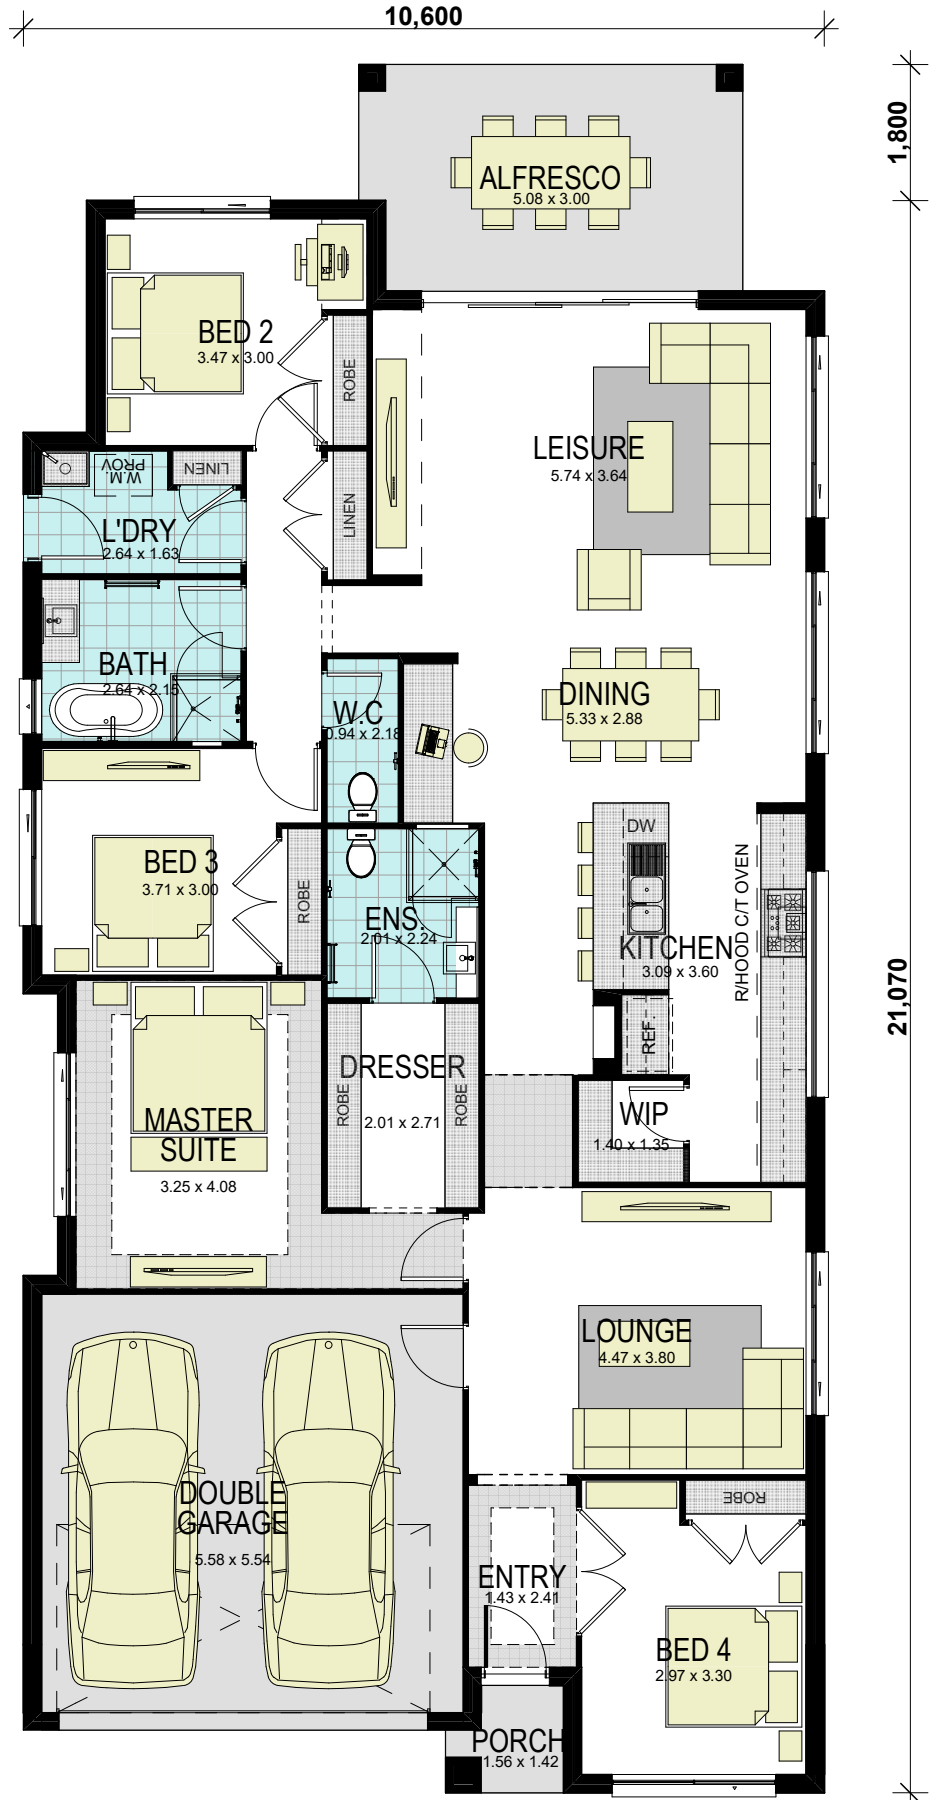 10,600
1,800
ALFRESCO
5.08 x 3.00
BED 2
3.47 x 3.00
ROBE
LEISURE
5.74 x 3.64
W.M.
PROV
LINEN
LINEN
L'DRY
2.64 x 1.63
BATH
2.64 x 2.15
W.C
0.94 x 2.18
DINING
5.33 x 2.88
DW
BED 3
3.71 x 3.00
ROBE
ENS.
2.01 x 2.24
R/HOOD C/T OVEN
KITCHEN
3.09 x 3.60
21,070
REF.
DRESSER
ROBE
ROBE
2.01 x 2.71
WIP
1.40 x 1.35
MASTER
SUITE
3.25 x 4.08
LOUNGE
4.47 x 3.80
DOUBLE
GARAGE
5.58 x 5.54
ROBE
ENTRY
1.43 x 2.41
BED 4
2.97 x 3.30
PORCH
1.56 x 1.42